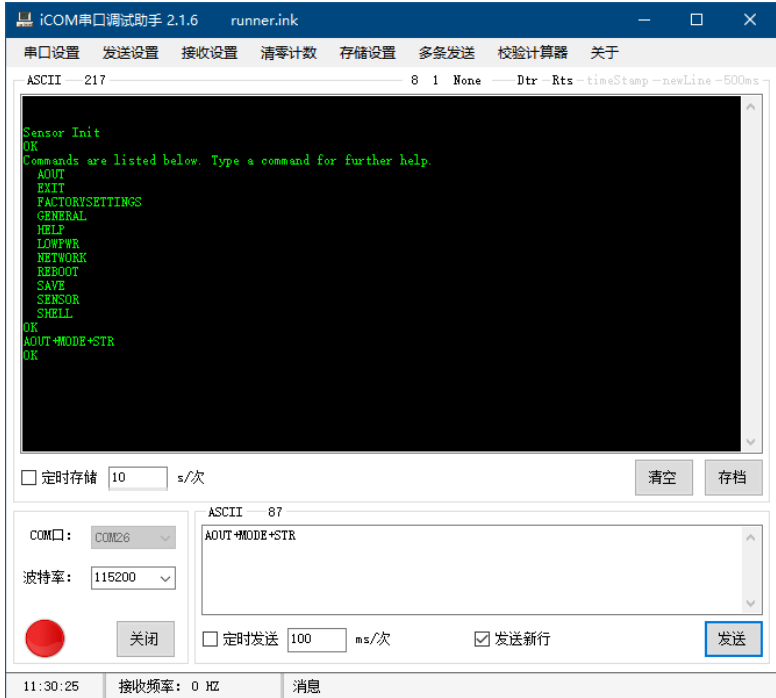 iCOM串口调试助手 2.1.6 runner.ink
串口设置 发送设置 接收设置 清零计数 存储设置 多条发送 校验计算器 关于
ASCII 217 8 1 None Dtr Rts timeStamp newLine 500ms
Sensor Init
OK
Commands are listed below. Type a command for further help.
AOUT
EXIT
FACTORYSETTINGS
GENERAL
HELP
LOWPWR
NETWORK
REBOOT
SAVE
SENSOR
SHELL
OK
AOUT+MODE+STR
OK
定时存储 10 s/次 清空 存档
COM口: COM26
波特率: 115200
关闭
ASCII 87
AOUT+MODE+STR
定时发送 100 ms/次 发送新行 发送
11:30:25 接收频率: 0 HZ 消息